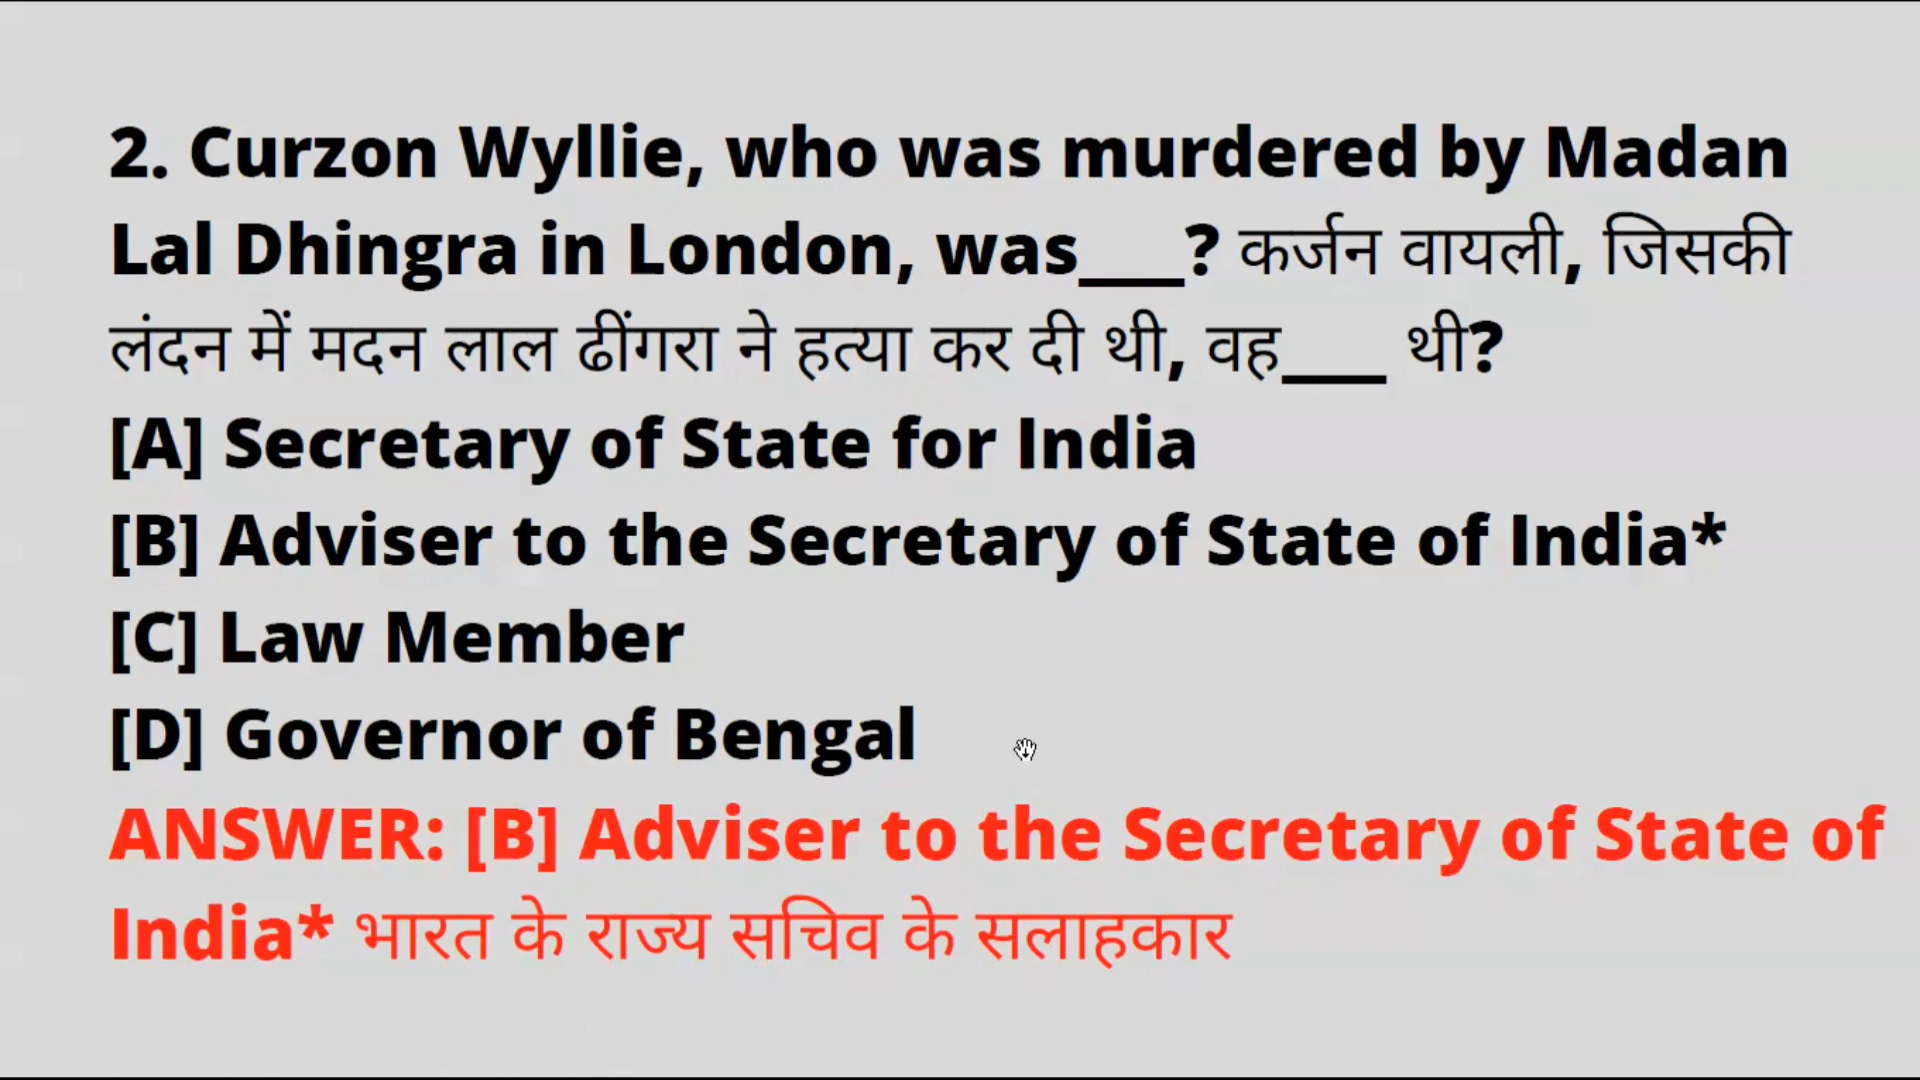 2. Curzon Wyllie, who was murdered by Madan
Lal Dhingra in London, was___? कर्जन वायली, जिसकी
लंदन में मदन लाल ढींगरा ने हत्या कर दी थी, वह___ थी?
[A] Secretary of State for India
[B] Adviser to the Secretary of State of India*
[C] Law Member
[D] Governor of Bengal
ANSWER: [B] Adviser to the Secretary of State of
India* भारत के राज्य सचिव के सलाहकार